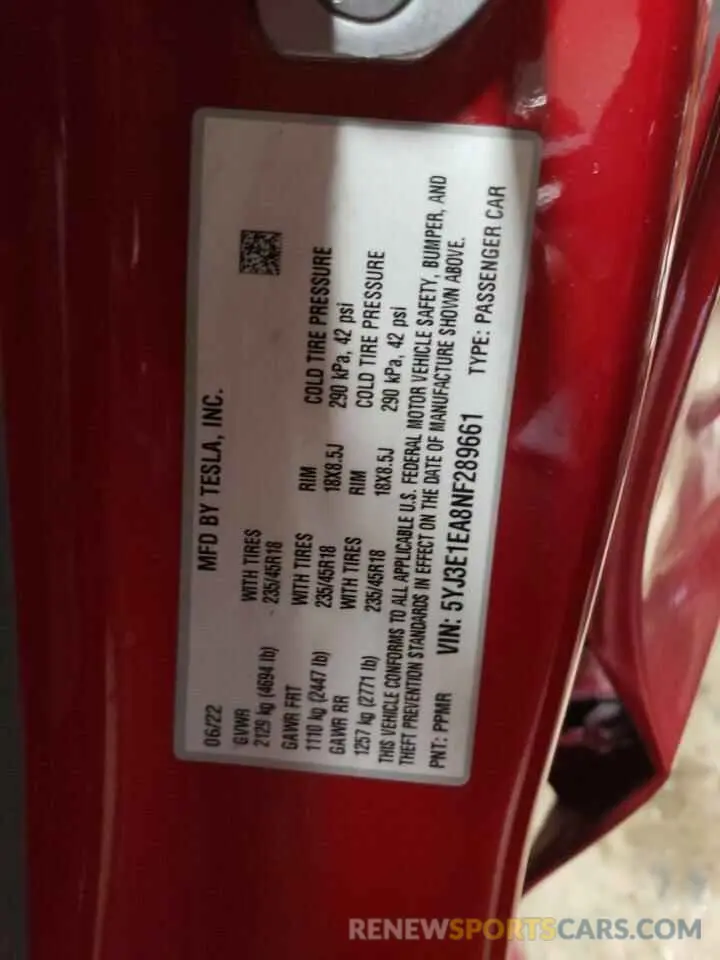 MFD BY TESLA, INC.
06/22
GVWR
2129 kg (4694 lb)
WITH TIRES
235/45R18
RIM
18X8.5J
COLD TIRE PRESSURE
290 kPa, 42 psi
GAWR FRT
1110 kg (2447 lb)
WITH TIRES
235/45R18
RIM
18X8.5J
COLD TIRE PRESSURE
290 kPa, 42 psi
GAWR RR
1257 kg (2771 lb)
WITH TIRES
235/45R18
THIS VEHICLE CONFORMS TO ALL APPLICABLE U.S. FEDERAL MOTOR VEHICLE SAFETY, BUMPER, AND
THEFT PREVENTION STANDARDS IN EFFECT ON THE DATE OF MANUFACTURE SHOWN ABOVE.
PNT: PPMR
VIN: 5YJ3E1EA8NF289661
TYPE: PASSENGER CAR
RENEWSPORTSCARS.COM